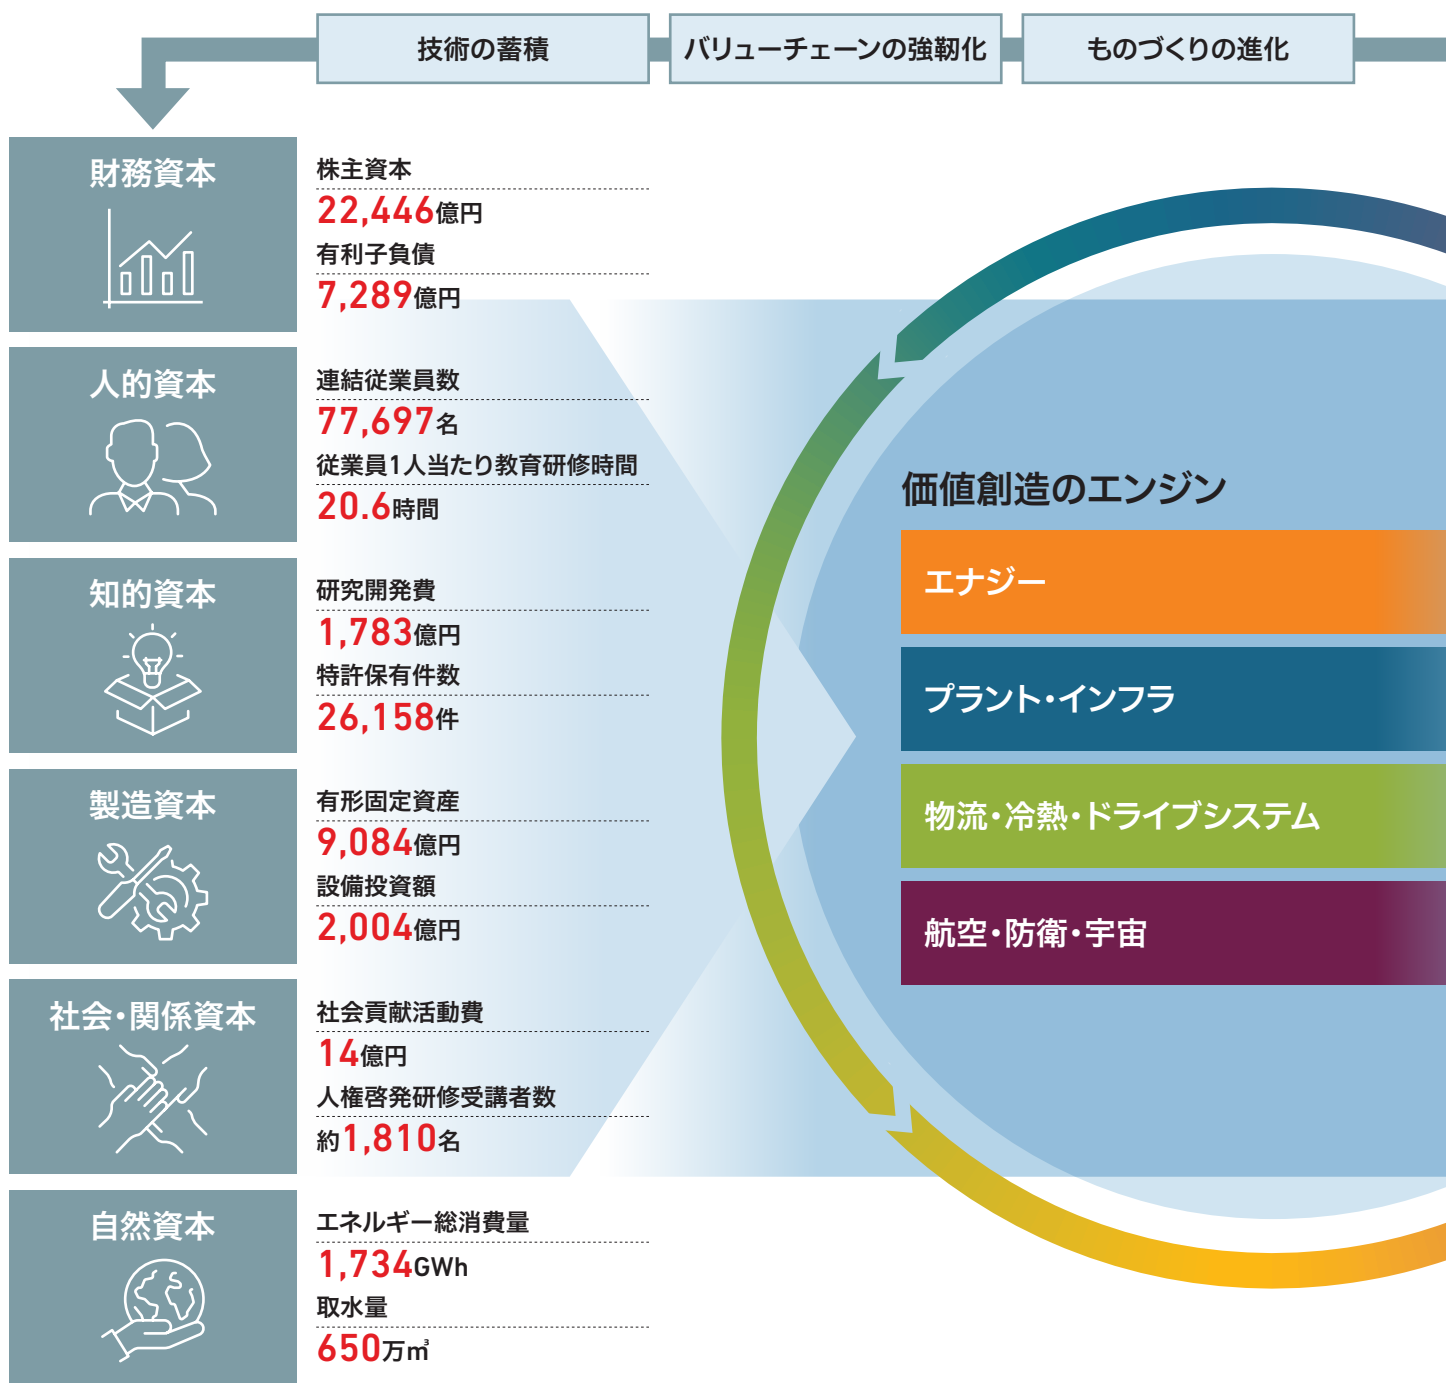 技術の蓄積
バリューチェーンの強靭化
ものづくりの進化
財務資本
株主資本
22,446億円
有利子負債
7,289億円
人的資本
連結従業員数
77,697名
従業員1人当たり教育研修時間
20.6時間
知的資本
研究開発費
1,783億円
特許保有件数
26,158件
製造資本
有形固定資産
9,084億円
設備投資額
2,004億円
社会・関係資本
社会貢献活動費
14億円
人権啓発研修受講者数
約1,810名
自然資本
エネルギー総消費量
1,734GWh
取水量
650万㎥
価値創造のエンジン
エナジー
プラント・インフラ
物流・冷熱・ドライブシステム
航空・防衛・宇宙